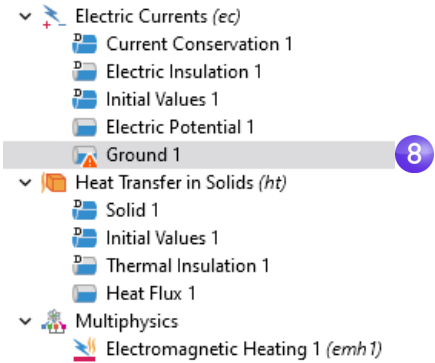 Electric Currents (ec)
D Current Conservation 1
D Electric Insulation 1
D Initial Values 1
Electric Potential 1
Ground 1 8
Heat Transfer in Solids (ht)
D Solid 1
D Initial Values 1
D Thermal Insulation 1
Heat Flux 1
Multiphysics
Electromagnetic Heating 1 (emh1)